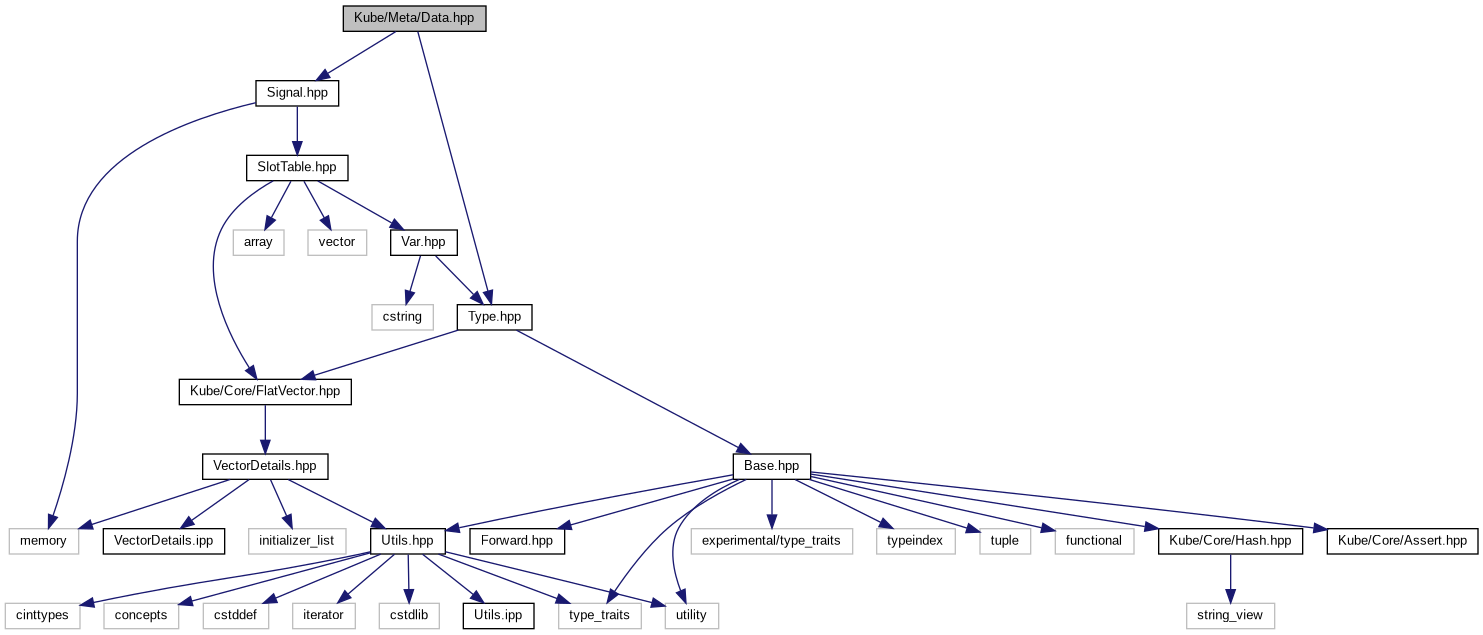 Kube/Meta/Data.hpp
Signal.hpp
SlotTable.hpp
array
vector
Var.hpp
cstring
Type.hpp
Kube/Core/FlatVector.hpp
VectorDetails.hpp
Base.hpp
memory
VectorDetails.ipp
initializer_list
Utils.hpp
Forward.hpp
experimental/type_traits
typeindex
tuple
functional
Kube/Core/Hash.hpp
Kube/Core/Assert.hpp
cinttypes
concepts
cstddef
iterator
cstdlib
Utils.ipp
type_traits
utility
string_view